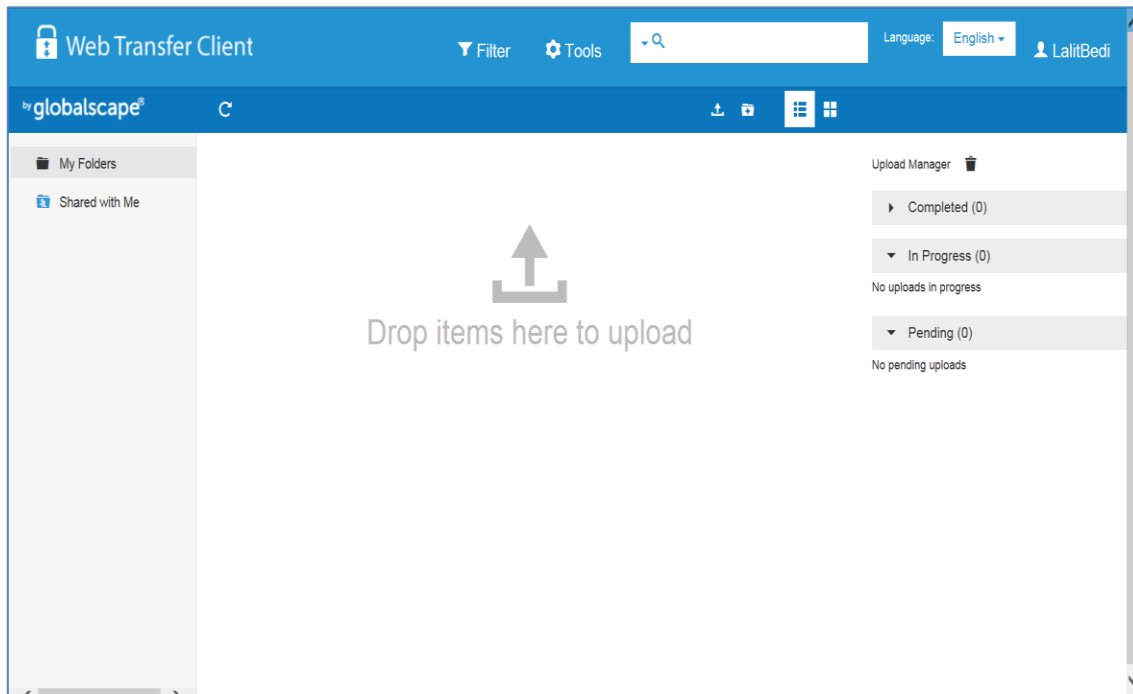 Web Transfer Client
Filter
Tools
Language:
English
LalitBedi
by globalscape®
My Folders
Shared with Me
Drop items here to upload
Upload Manager
Completed (0)
In Progress (0)
No uploads in progress
Pending (0)
No pending uploads